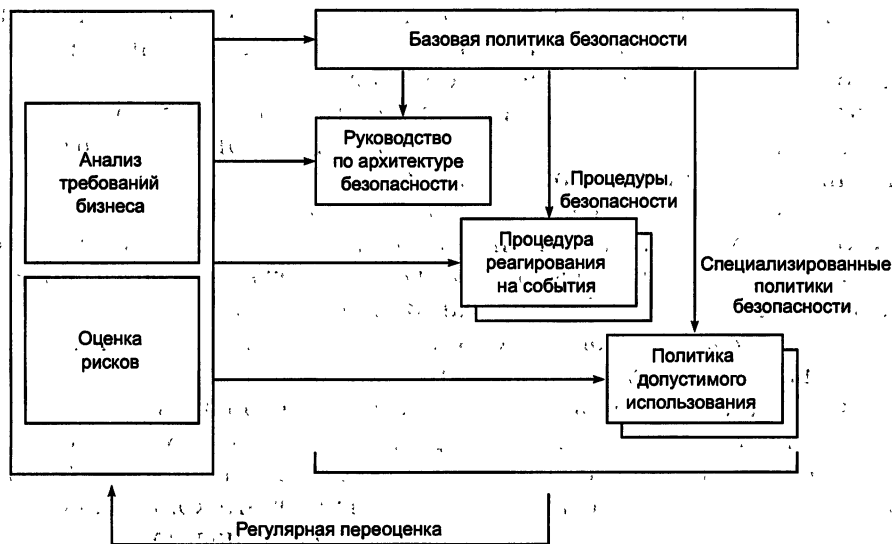 Базовая политика безопасности
Анализ
требований
бизнеса
Руководство
по архитектуре
безопасности
Процедуры
безопасности
Процедура
реагирования
на события
Специализированные
политики
безопасности
Оценка
рисков
Политика
допустимого
использования
Регулярная переоценка